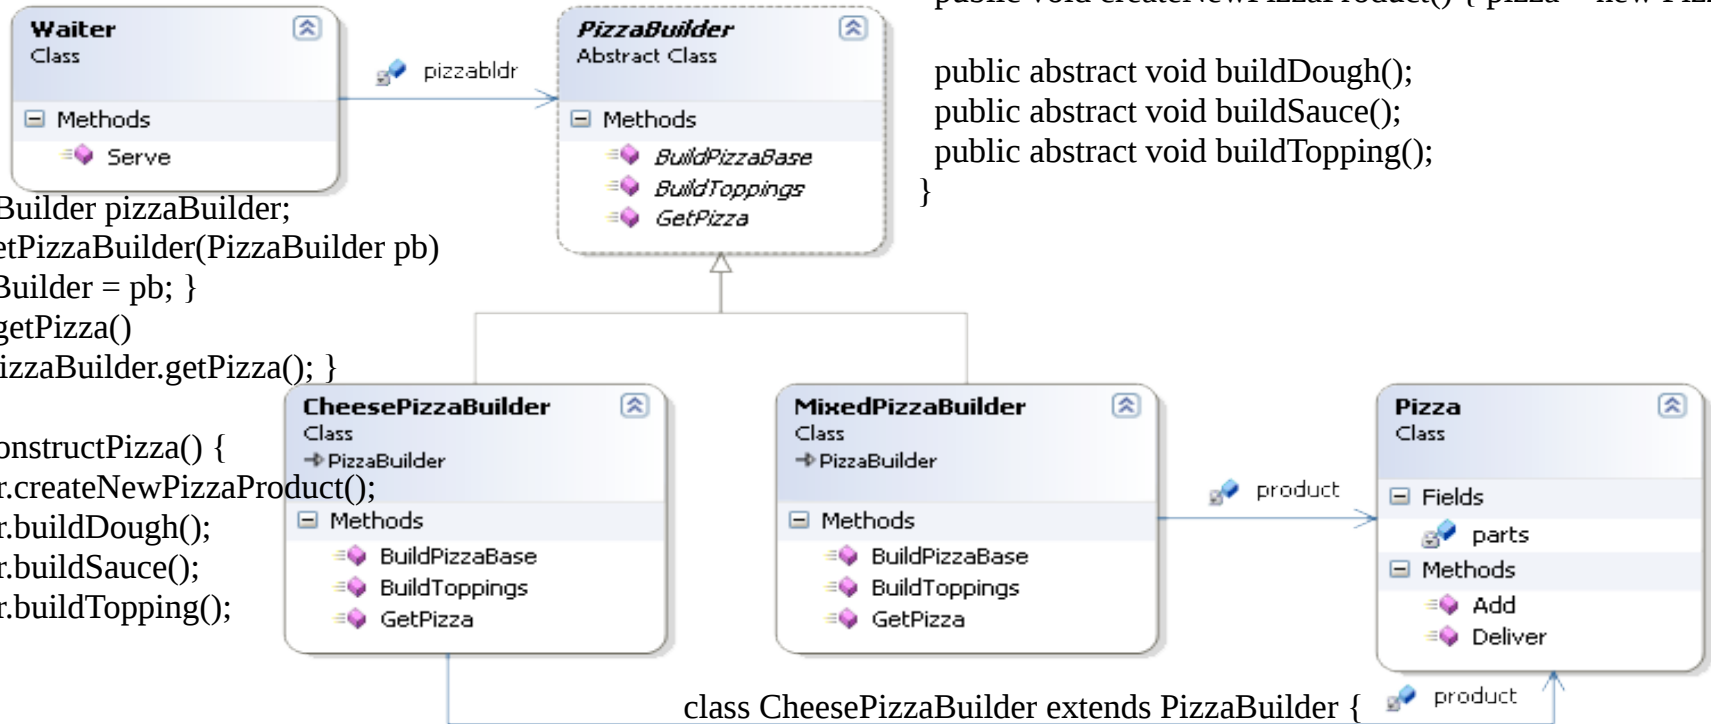 public void createNewPizzaProduct() { pizza = new
Waiter
Class
Methods
Serve
pizzabldr
PizzaBuilder
Abstract Class
Methods
BuildPizzaBase
BuildToppings
GetPizza
public abstract void buildDough();
public abstract void buildSauce();
public abstract void buildTopping();
}
Builder pizzaBuilder;
etPizzaBuilder(PizzaBuilder pb)
Builder = pb; }
getPizza()
izzaBuilder.getPizza(); }
onstructPizza() {
r.createNewPizzaProduct();
r.buildDough();
r.buildSauce();
r.buildTopping();
CheesePizzaBuilder
Class
PizzaBuilder
Methods
BuildPizzaBase
BuildToppings
GetPizza
MixedPizzaBuilder
Class
PizzaBuilder
Methods
BuildPizzaBase
BuildToppings
GetPizza
product
Pizza
Class
Fields
parts
Methods
Add
Deliver
class CheesePizzaBuilder extends PizzaBuilder {
product